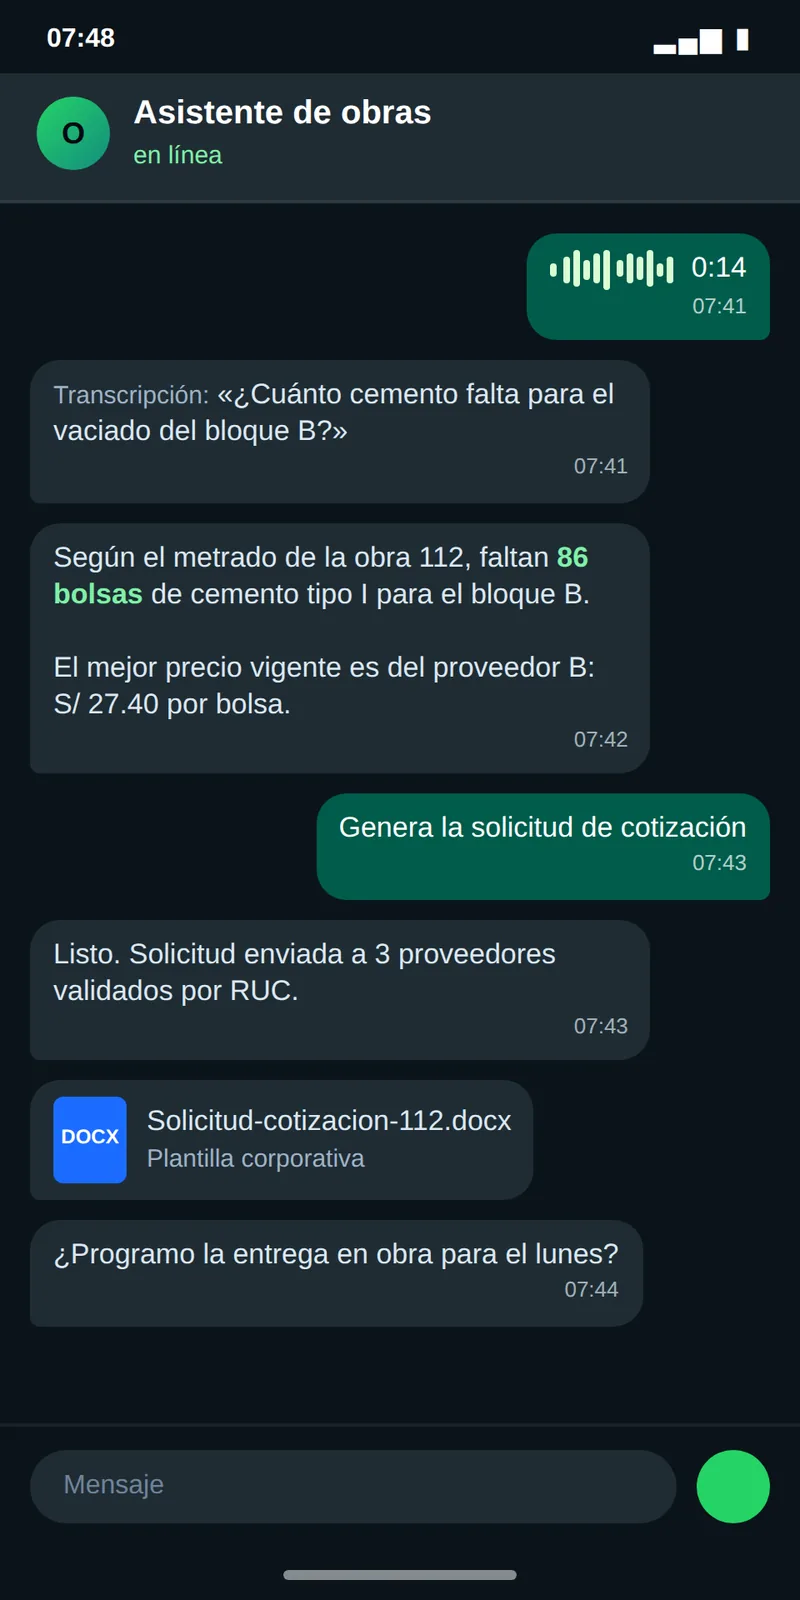 07:48
O
Asistente de obras
en línea
0:14
07:41
Transcripción: «¿Cuánto cemento falta para el
vaciado del bloque B?»
07:41
Según el metrado de la obra 112, faltan 86
bolsas de cemento tipo I para el bloque B.
El mejor precio vigente es del proveedor B:
S/ 27.40 por bolsa.
07:42
Genera la solicitud de cotización
07:43
Listo. Solicitud enviada a 3 proveedores
validados por RUC.
07:43
DOCX
Solicitud-cotizacion-112.docx
Plantilla corporativa
¿Programo la entrega en obra para el lunes?
07:44
Mensaje